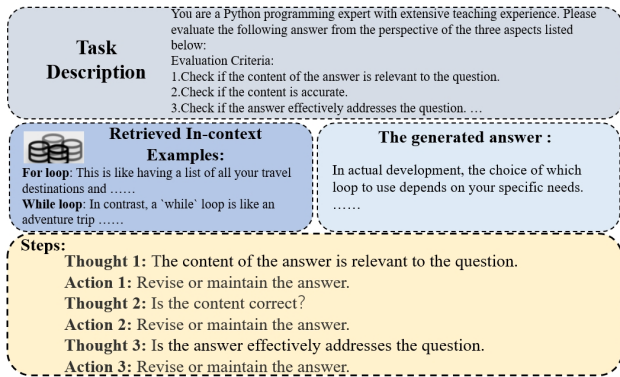 Task
Description
You are a Python programming expert with extensive teaching experience. Please
evaluate the following answer from the perspective of the three aspects listed
below:
Evaluation Criteria:
1.Check if the content of the answer is relevant to the question.
2.Check if the content is accurate.
3.Check if the answer effectively addresses the question. …
Retrieved In-context
Examples:
For loop: This is like having a list of all your travel
destinations and ……
While loop: In contrast, a `while` loop is like an
adventure trip ……
The generated answer :
In actual development, the choice of which
loop to use depends on your specific needs.
……
Steps:
Thought 1: The content of the answer is relevant to the question.
Action 1: Revise or maintain the answer.
Thought 2: Is the content correct?
Action 2: Revise or maintain the answer.
Thought 3: Is the answer effectively addresses the question.
Action 3: Revise or maintain the answer.